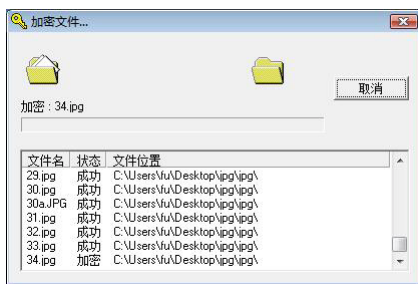 加密文件...
取消
加密 : 34.jpg
文件名 状态 文件位置
29.jpg 成功 C:\Users\fu\Desktop\jpg\jpg\
30.jpg 成功 C:\Users\fu\Desktop\jpg\jpg\
30a.JPG 成功 C:\Users\fu\Desktop\jpg\jpg\
31.jpg 成功 C:\Users\fu\Desktop\jpg\jpg\
32.jpg 成功 C:\Users\fu\Desktop\jpg\jpg\
33.jpg 成功 C:\Users\fu\Desktop\jpg\jpg\
34.jpg 加密 C:\Users\fu\Desktop\jpg\jpg\